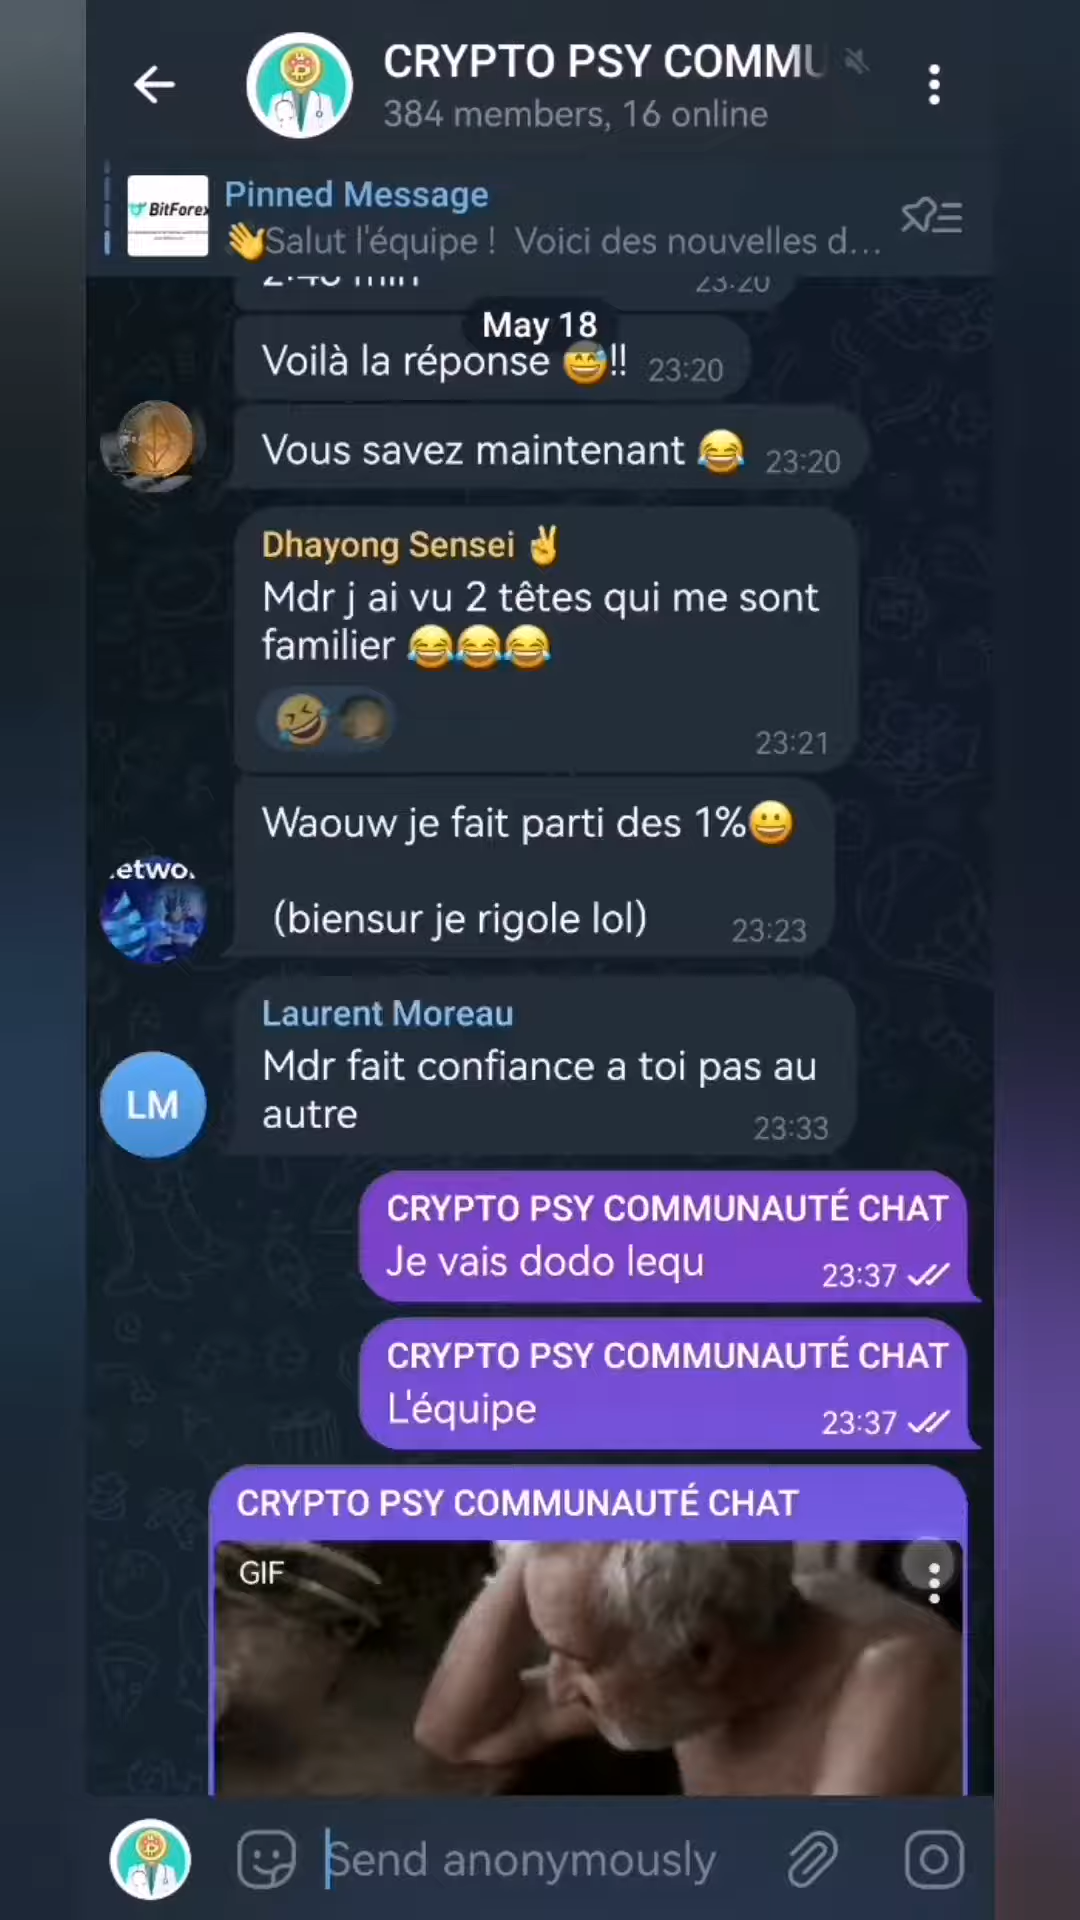 CRYPTO PSY COMMU
384 members, 16 online
BitForex
Pinned Message
👋Salut l'équipe ! Voici des nouvelles d...
23:20
May 18
Voilà la réponse 😅!! 23:20
Vous savez maintenant 😂 23:20
Dhayong Sensei ✌️
Mdr j ai vu 2 têtes qui me sont
familier 😂😂😂
23:21
Waouw je fait parti des 1%😀
.etwo.
(biensur je rigole lol) 23:23
Laurent Moreau
Mdr fait confiance a toi pas au
autre
LM
23:33
CRYPTO PSY COMMUNAUTÉ CHAT
Je vais dodo lequ 23:37
CRYPTO PSY COMMUNAUTÉ CHAT
L'équipe 23:37
CRYPTO PSY COMMUNAUTÉ CHAT
GIF
Send anonymously